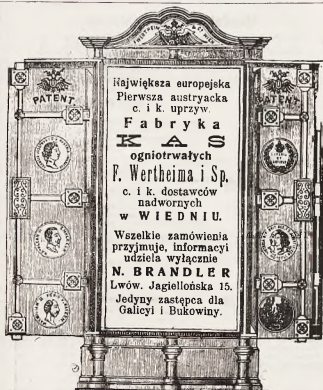 PATENT
PATENT
Największa europejska
Pierwsza austryacka
c. i k. uprzyw.
Fabryka
KAS
ogniotrwałych
F. Wertheima i Sp.
c. i k. dostawców
nadwornych
w WIEDNIU.
Wszelkie zamówienia
przyjmuje, informacyi
udziela wyłącznie
N. BRANDLER
Lwów. Jagiellońska 15.
Jedyny zastępca dla
Galicyi i Bukowiny.